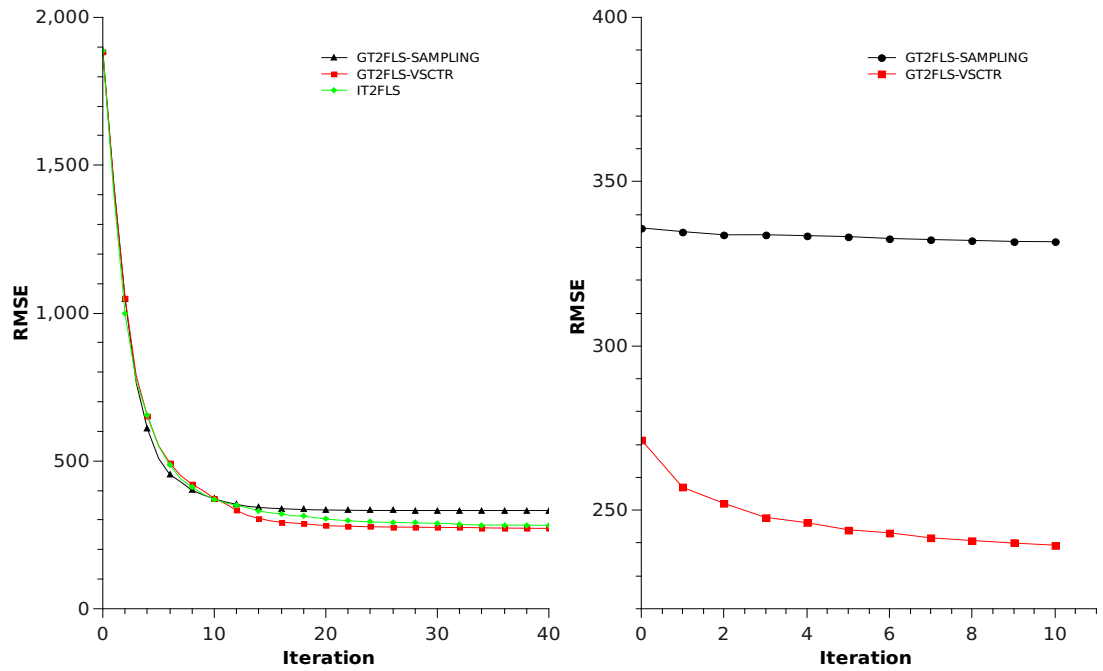 2,000
1,500
1,000
500
0
RMSE
0
10
20
30
40
Iteration
GT2FLS-SAMPLING
GT2FLS-VSCTR
IT2FLS
400
350
300
250
RMSE
0
2
4
6
8
10
Iteration
GT2FLS-SAMPLING
GT2FLS-VSCTR